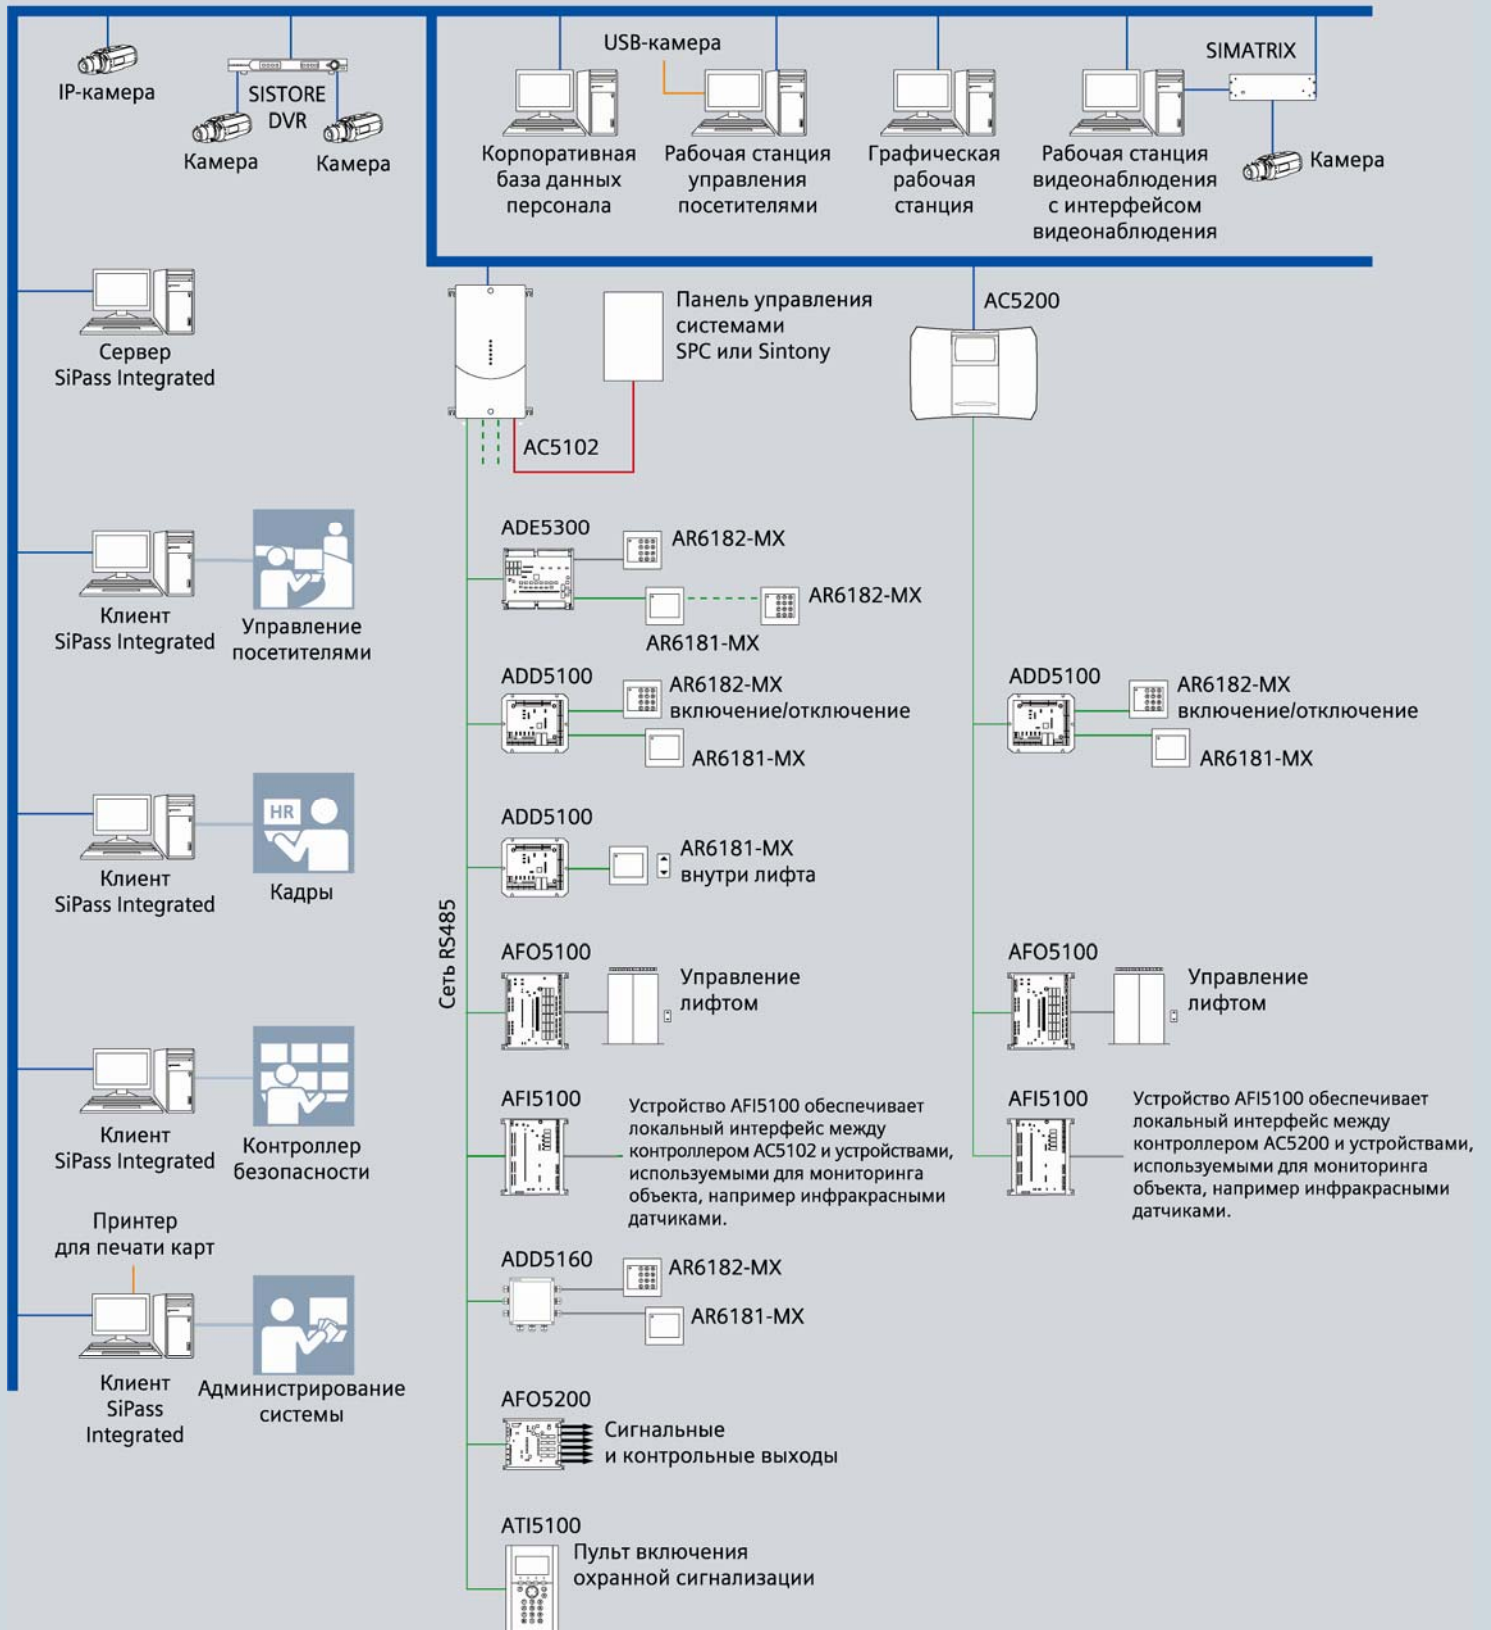 IP-камера
SISTORE
DVR
Камера
Камера
USB-камера
SIMATRIX
Корпоративная
база данных
персонала
Рабочая станция
управления
посетителями
Графическая
рабочая
станция
Рабочая станция
видеонаблюдения
с интерфейсом
видеонаблюдения
Камера
Сервер
SiPass Integrated
Панель управления
системами
SPC или Sintony
AC5200
AC5102
Клиент
SiPass Integrated
Управление
посетителями
ADE5300
AR6182-MX
AR6182-MX
AR6181-MX
ADD5100
AR6182-MX
включение/отключение
AR6181-MX
ADD5100
AR6182-MX
включение/отключение
AR6181-MX
HR
Клиент
SiPass Integrated
Кадры
ADD5100
AR6181-MX
внутри лифта
Сеть RS485
AFO5100
Управление
лифтом
AFO5100
Управление
лифтом
Клиент
SiPass Integrated
Контроллер
безопасности
AFI5100
Устройство AFI5100 обеспечивает
локальный интерфейс между
контроллером AC5102 и устройствами,
используемыми для мониторинга
объекта, например инфракрасными
датчиками.
AFI5100
Устройство AFI5100 обеспечивает
локальный интерфейс между
контроллером AC5200 и устройствами,
используемыми для мониторинга
объекта, например инфракрасными
датчиками.
Принтер
для печати карт
Клиент
SiPass
Integrated
Администрирование
системы
ADD5160
AR6182-MX
AR6181-MX
AFO5200
Сигнальные
и контрольные выходы
ATI5100
Пульт включения
охранной сигнализации